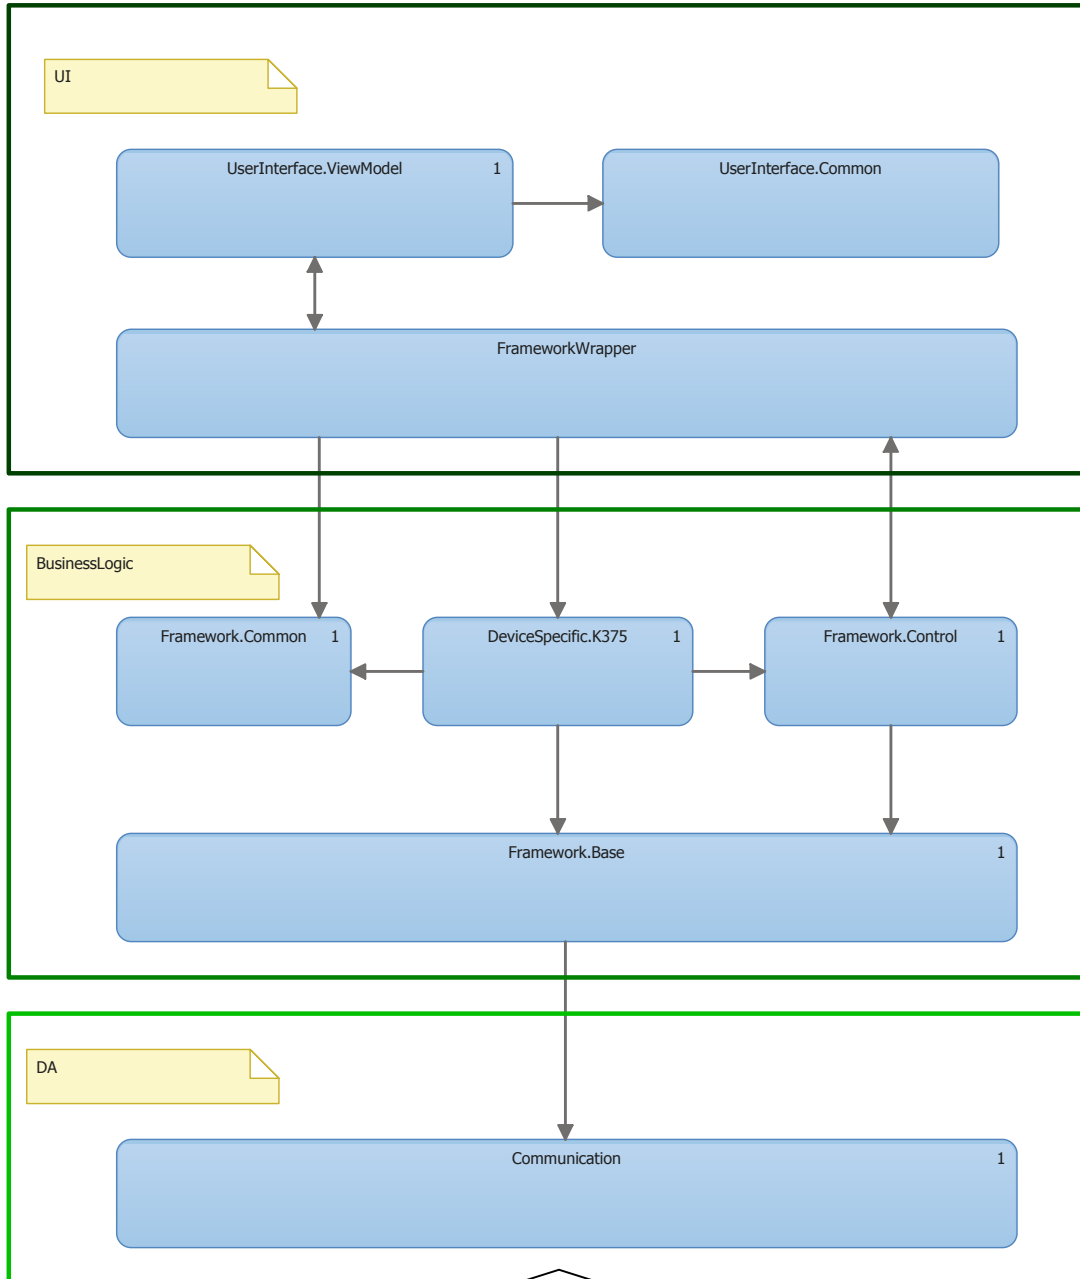 UI
UserInterface.ViewModel 1
UserInterface.Common
FrameworkWrapper
BusinessLogic
Framework.Common 1
DeviceSpecific.K375 1
Framework.Control 1
Framework.Base 1
DA
Communication 1